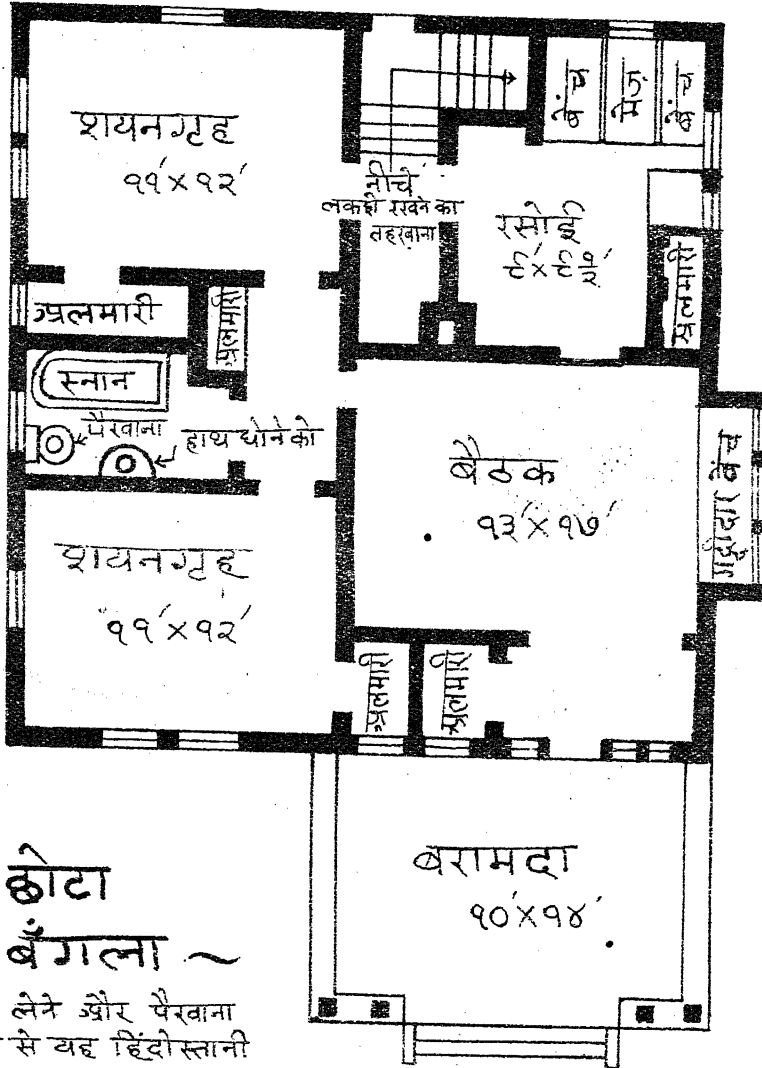 शयनगृह
११′×१२′
बेंच
मेज़
बेंच
नीचे
लकड़ी रखने का
तहखाना
रसोई
८′×८½′
अलमारी
अलमारी
अलमारी
स्नान
पैखाना
हाथ धोने को
बैठक
१३′×१७′
गद्दीदार बेंच
शयनगृह
११′×१२′
अलमारी
अलमारी
बरामदा
१०′×१४′
छोटा
बँगला ~
लेने और पैखाना
से यह हिंदोस्तानी